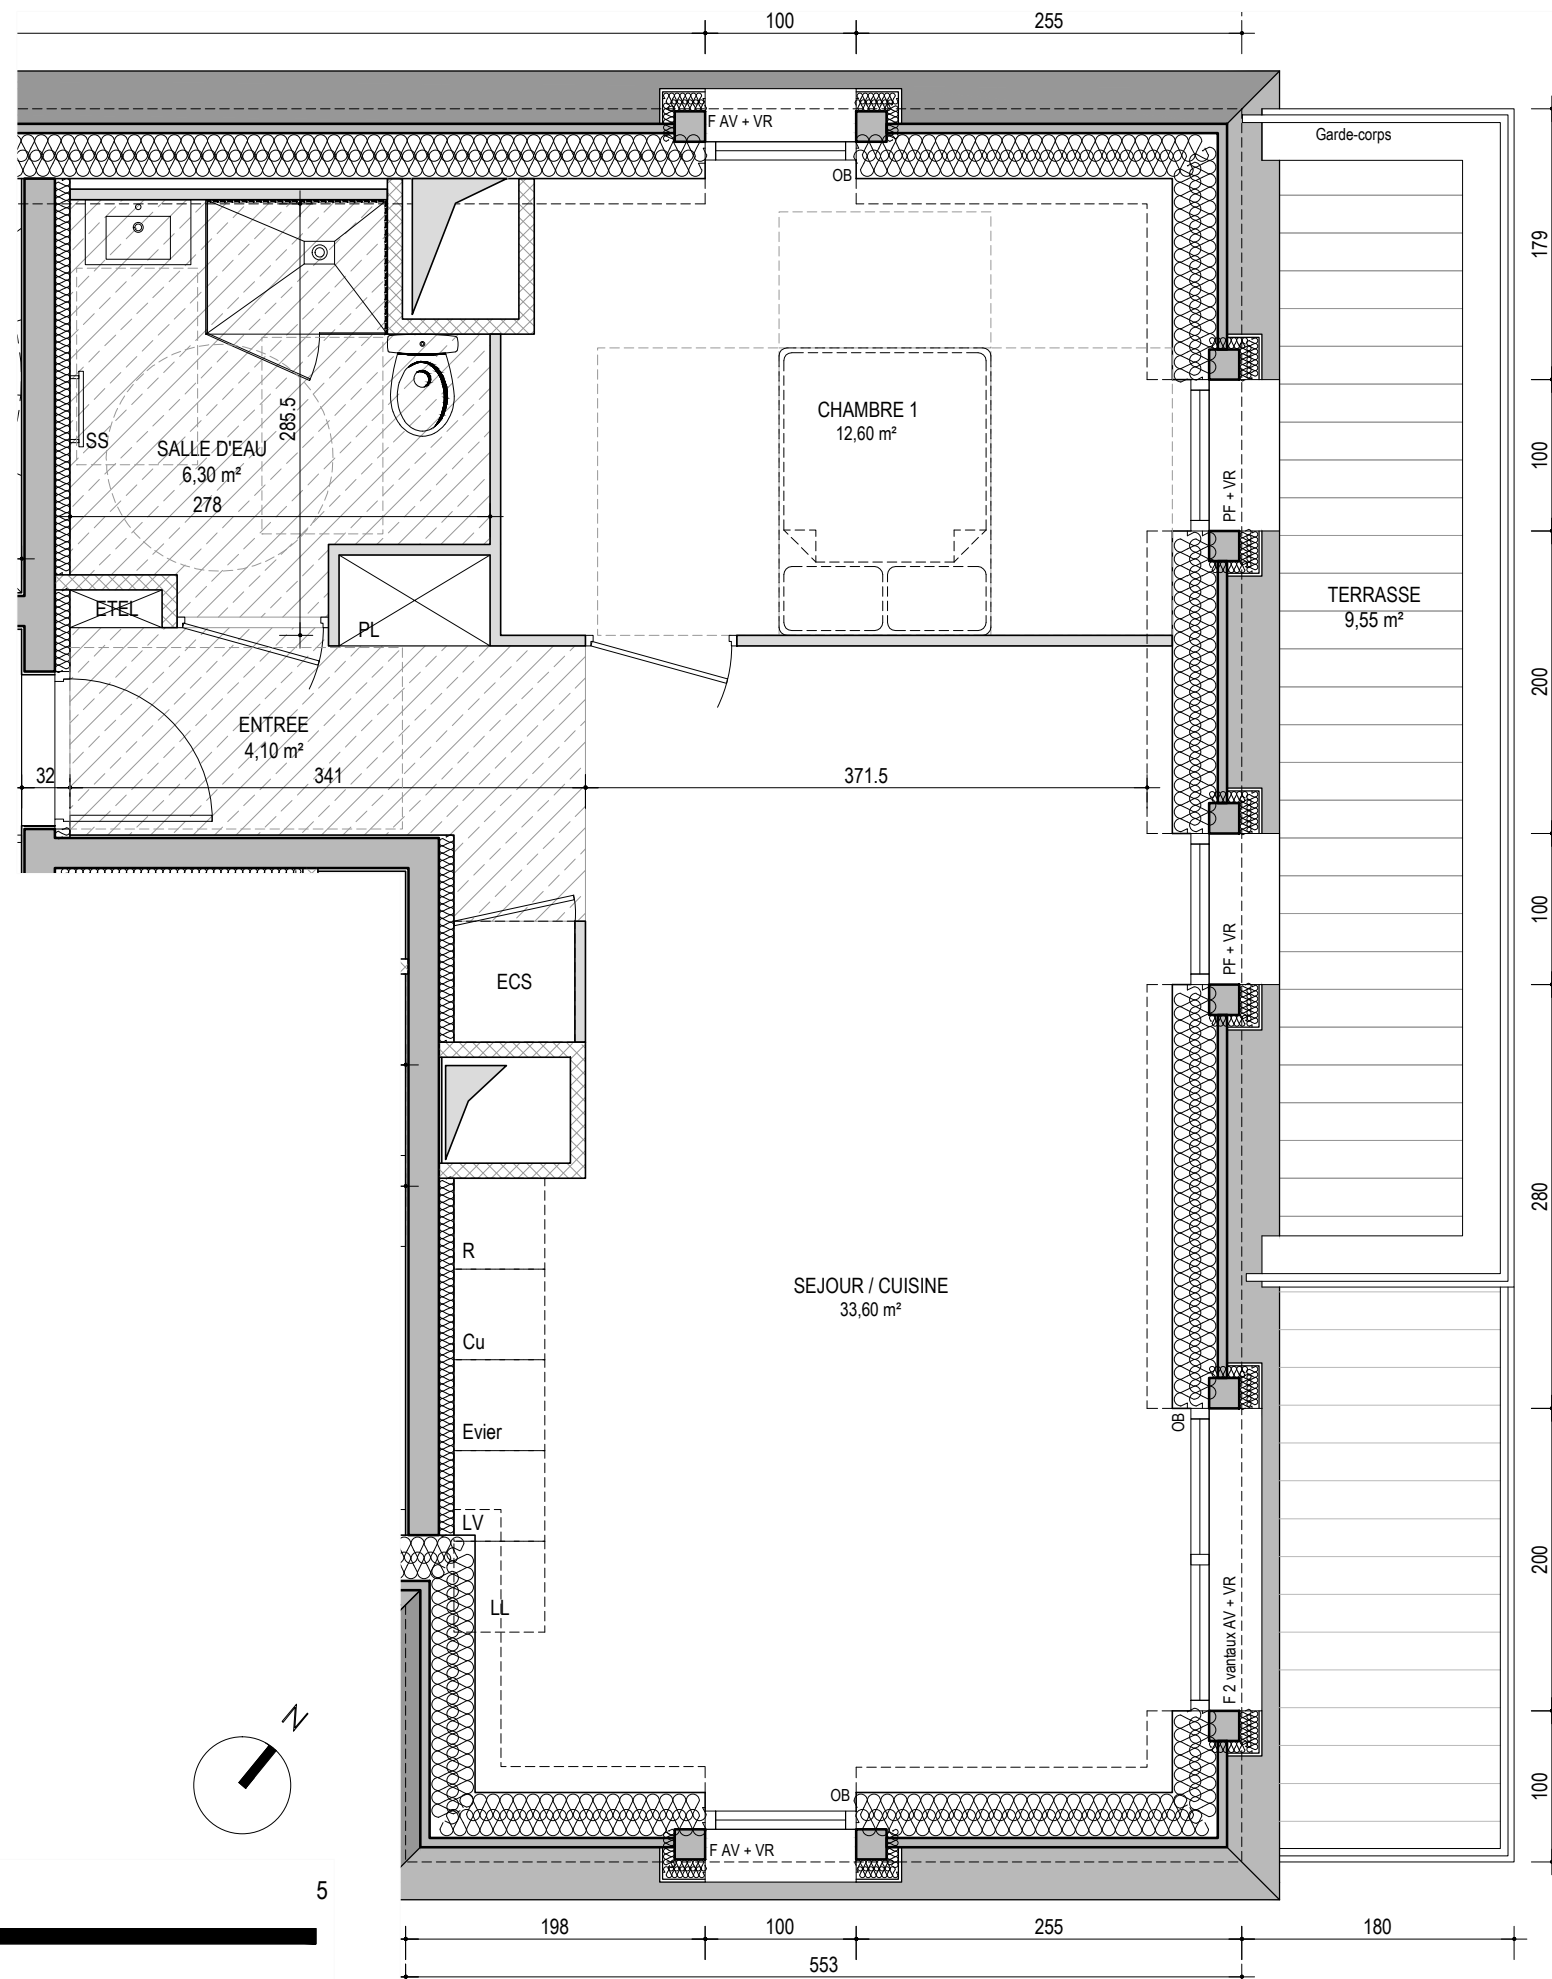 100
255
F AV + VR
Garde-corps
OB
179
285.5
CHAMBRE 1
12,60 m²
SS
SALLE D'EAU
6,30 m²
100
PF + VR
278
TERRASSE
9,55 m²
ETEL
PL
200
ENTREE
4,10 m²
32
341
371.5
100
PF + VR
ECS
280
R
SEJOUR / CUISINE
33,60 m²
Cu
Evier
OB
LV
200
LL
F 2 vantaux AV + VR
N
100
OB
F AV + VR
5
198
100
255
180
553